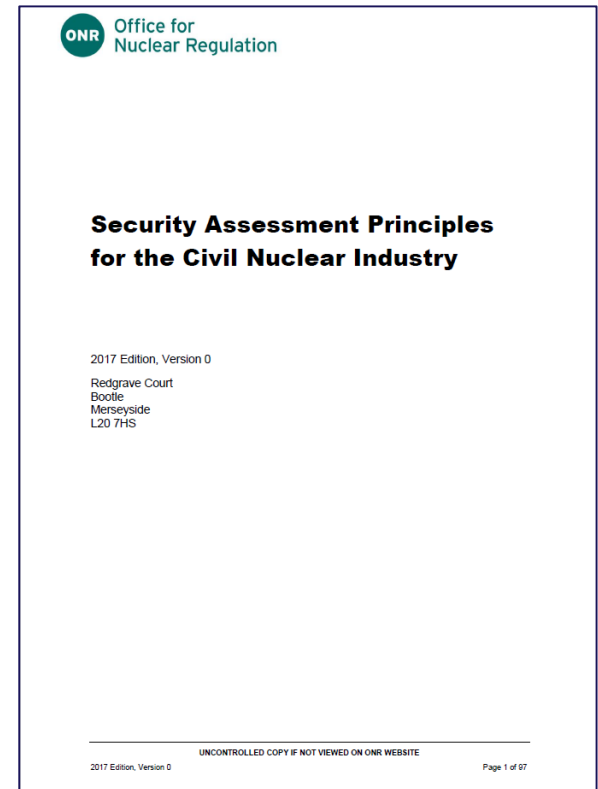 ONR
Office for
Nuclear Regulation
Security Assessment Principles
for the Civil Nuclear Industry
2017 Edition, Version 0
Redgrave Court
Bootle
Merseyside
L20 7HS
UNCONTROLLED COPY IF NOT VIEWED ON ONR WEBSITE
2017 Edition, Version 0
Page 1 of 97